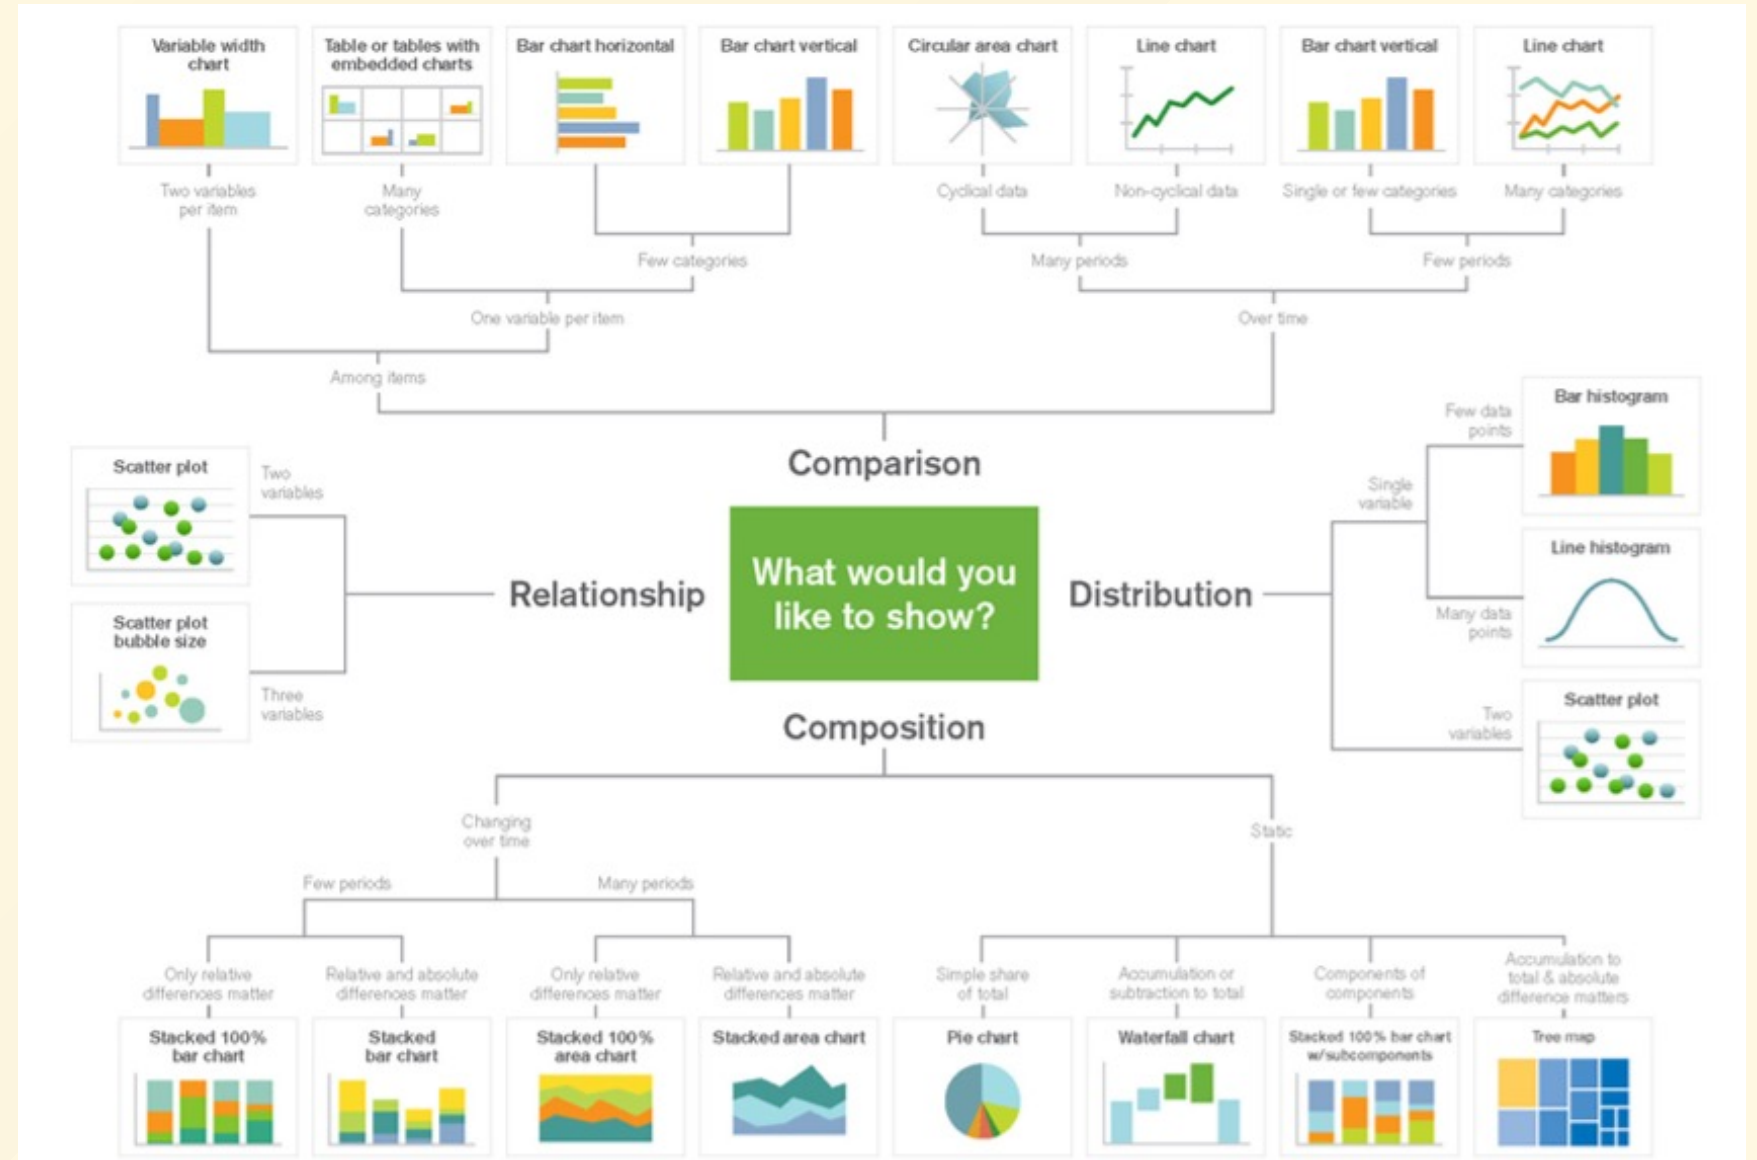 Variable width
chart
Table or tables with
embedded charts
Bar chart horizontal
Bar chart vertical
Circular area chart
Line chart
Bar chart vertical
Line chart
Two variables
per item
Many
categories
Cyclical data
Non-cyclical data
Single or few categories
Many categories
Few categories
Many periods
Few periods
One variable per item
Over time
Among items
Comparison
Scatter plot
Two
variables
Scatter plot
bubble size
Three
variables
Relationship
What would you
like to show?
Distribution
Single
variable
Few data
points
Bar histogram
Many data
points
Line histogram
Two
variables
Scatter plot
Composition
Changing
over time
Static
Few periods
Many periods
Only relative
differences matter
Relative and absolute
differences matter
Only relative
differences matter
Relative and absolute
differences matter
Simple share
of total
Accumulation or
subtraction to total
Components of
components
Accumulation to
total & absolute
difference matters
Stacked 100%
bar chart
Stacked
bar chart
Stacked 100%
area chart
Stacked area chart
Pie chart
Waterfall chart
Stacked 100% bar chart
w/subcomponents
Tree map